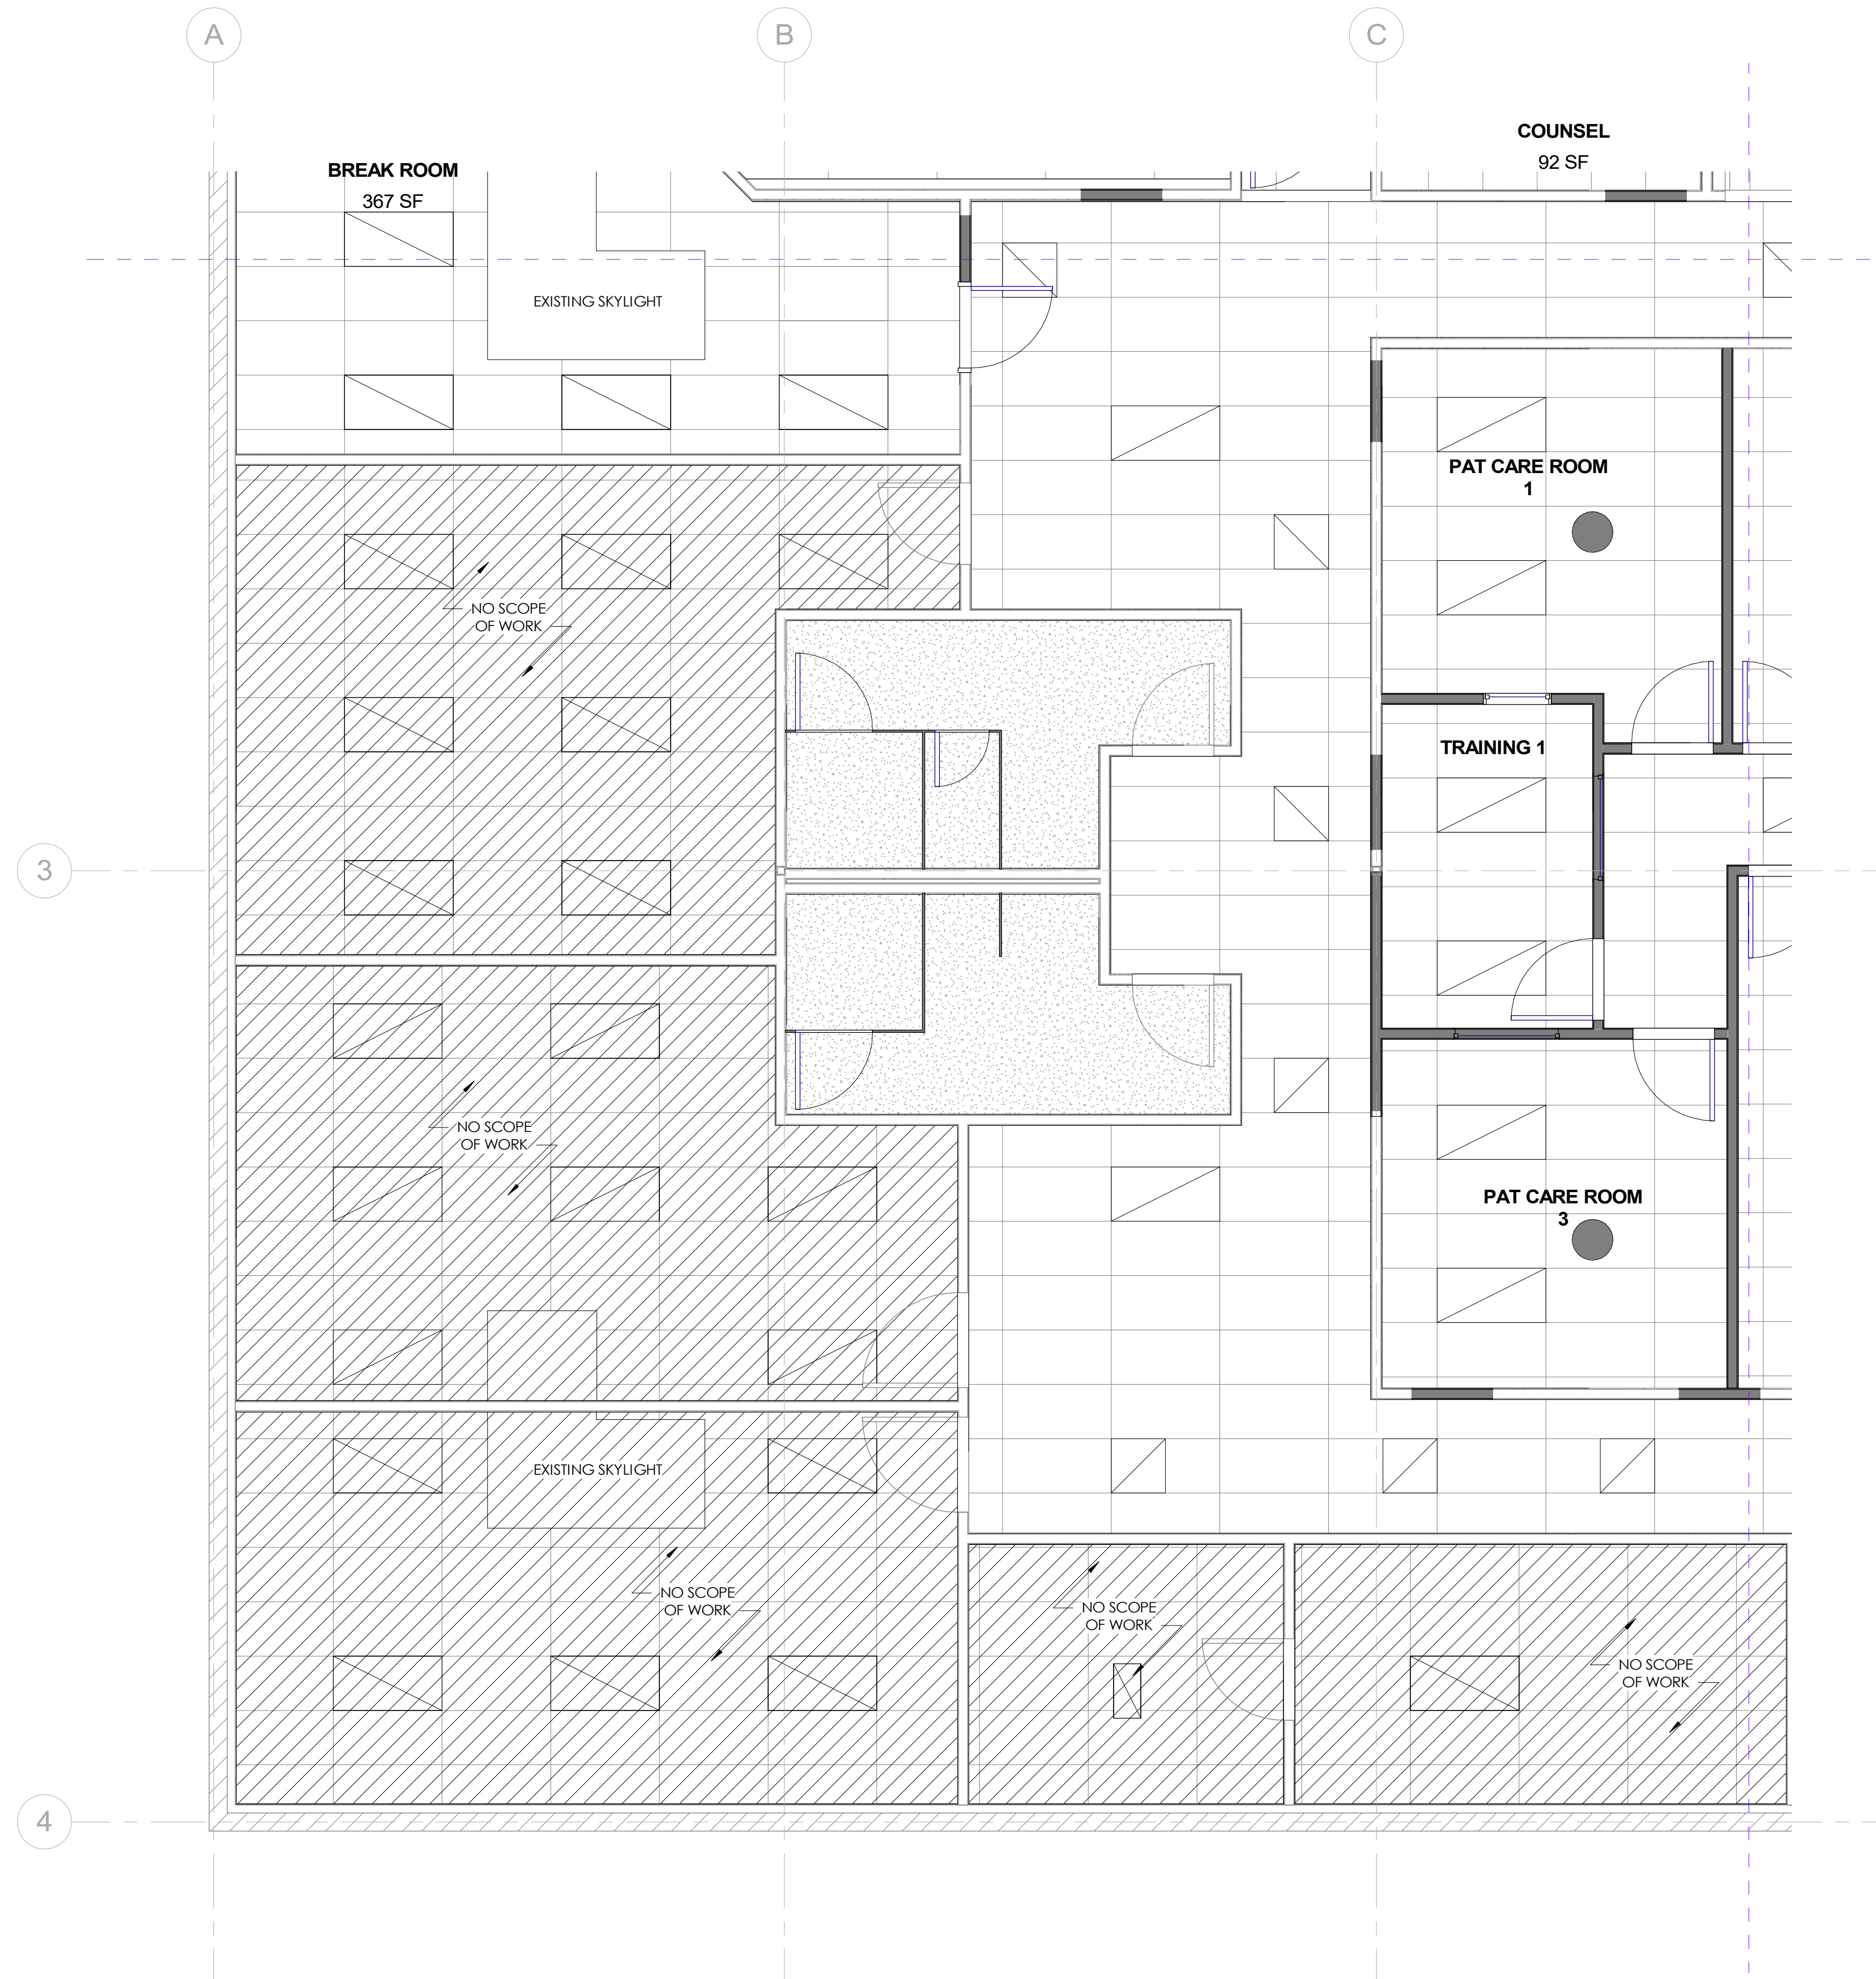 A
B
C
COUNSEL
92 SF
BREAK ROOM
367 SF
EXISTING SKYLIGHT
PAT CARE ROOM
1
NO SCOPE
OF WORK
TRAINING 1
3
NO SCOPE
OF WORK
PAT CARE ROOM
3
EXISTING SKYLIGHT
NO SCOPE
OF WORK
NO SCOPE
OF WORK
NO SCOPE
OF WORK
4